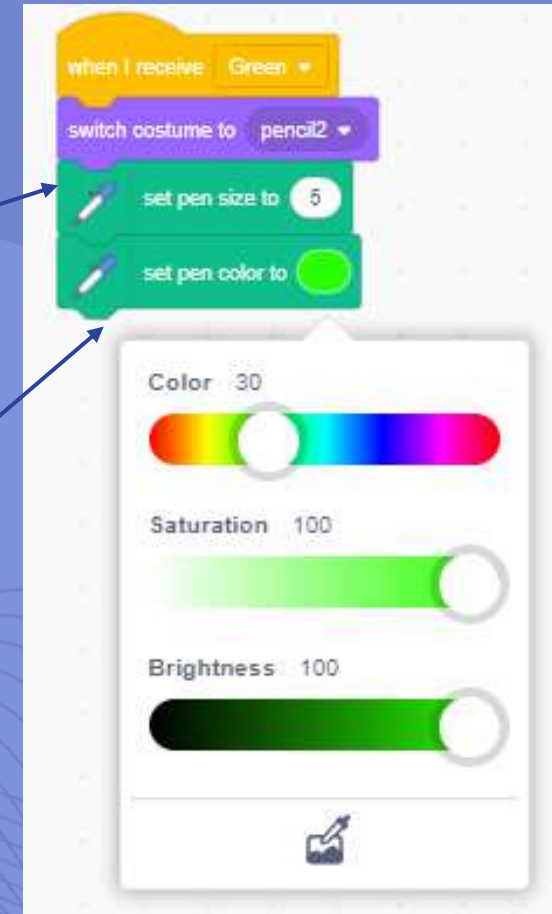 when I receive Green
switch costume to pencil2
set pen size to 5
set pen color to
Color 30
Saturation 100
Brightness 100